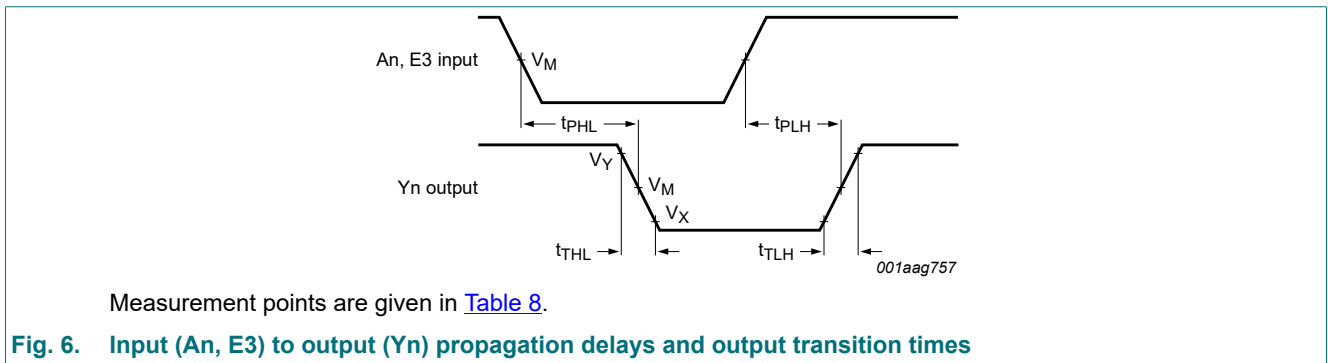 An, E3 input
VM
tPHL
tPLH
VY
Yn output
VM
VX
tTHL
tTLH
001aag757
Measurement points are given in Table 8.
Fig. 6. Input (An, E3) to output (Yn) propagation delays and output transition times